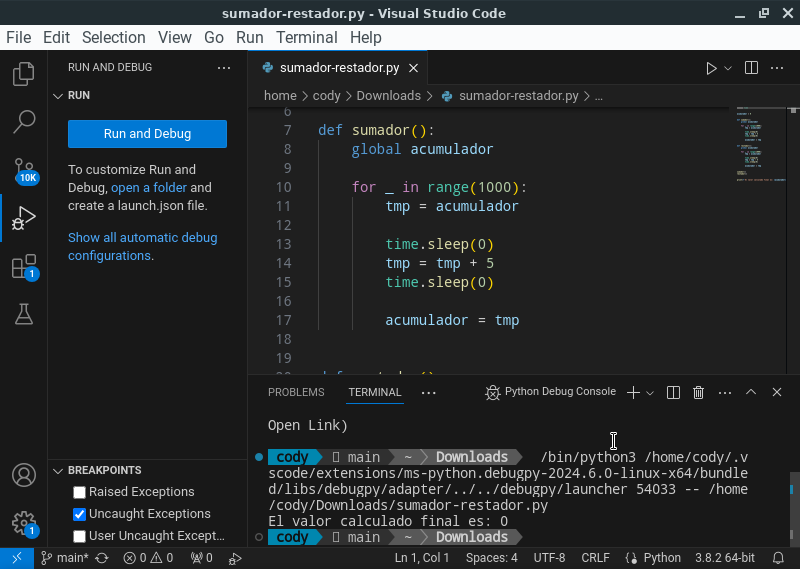 sumador-restador.py - Visual Studio Code
File Edit Selection View Go Run Terminal Help
RUN AND DEBUG ...
RUN
Run and Debug
To customize Run and
Debug, open a folder and
create a launch.json file.
Show all automatic debug
configurations.
10K
1
1
BREAKPOINTS
Raised Exceptions
Uncaught Exceptions
User Uncaught Except...
sumador-restador.py
home > cody > Downloads > sumador-restador.py > ...
6
7 def sumador():
8 global acumulador
9
10 for _ in range(1000):
11 tmp = acumulador
12
13 time.sleep(0)
14 tmp = tmp + 5
15 time.sleep(0)
16
17 acumulador = tmp
18
19
PROBLEMS TERMINAL ... Python Debug Console
Open Link)
cody main ~ Downloads /bin/python3 /home/cody/.v
scode/extensions/ms-python.debugpy-2024.6.0-linux-x64/bundle
d/libs/debugpy/adapter/../../debugpy/launcher 54033 -- /home
/cody/Downloads/sumador-restador.py
El valor calculado final es: 0
cody main ~ Downloads
main* 0 0 0 Ln 1, Col 1 Spaces: 4 UTF-8 CRLF Python 3.8.2 64-bit